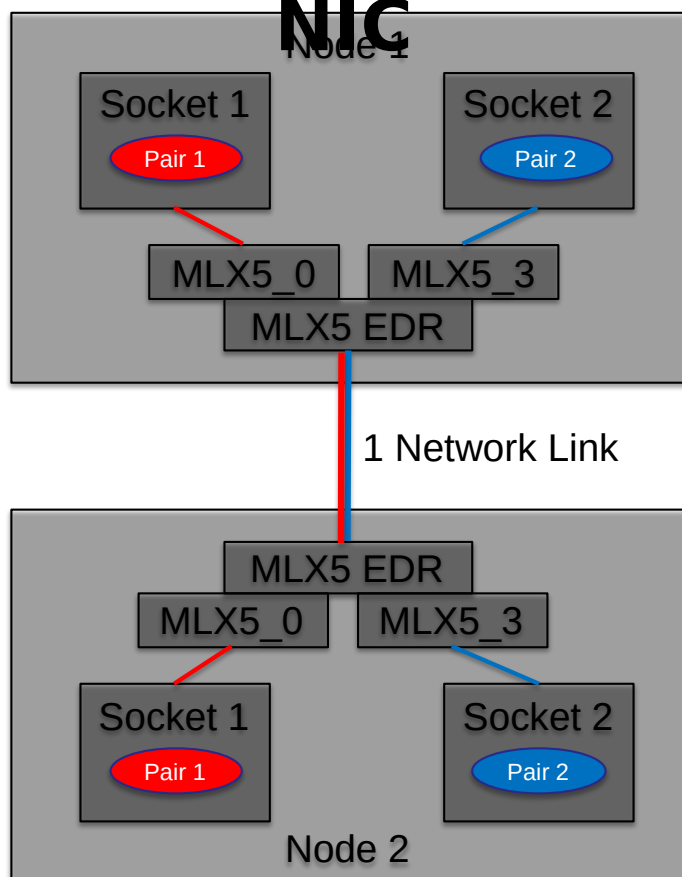 NIC
Node 1
Socket 1
Socket 2
Pair 1
Pair 2
MLX5_0
MLX5_3
MLX5 EDR
1 Network Link
MLX5 EDR
MLX5_0
MLX5_3
Socket 1
Socket 2
Pair 1
Pair 2
Node 2